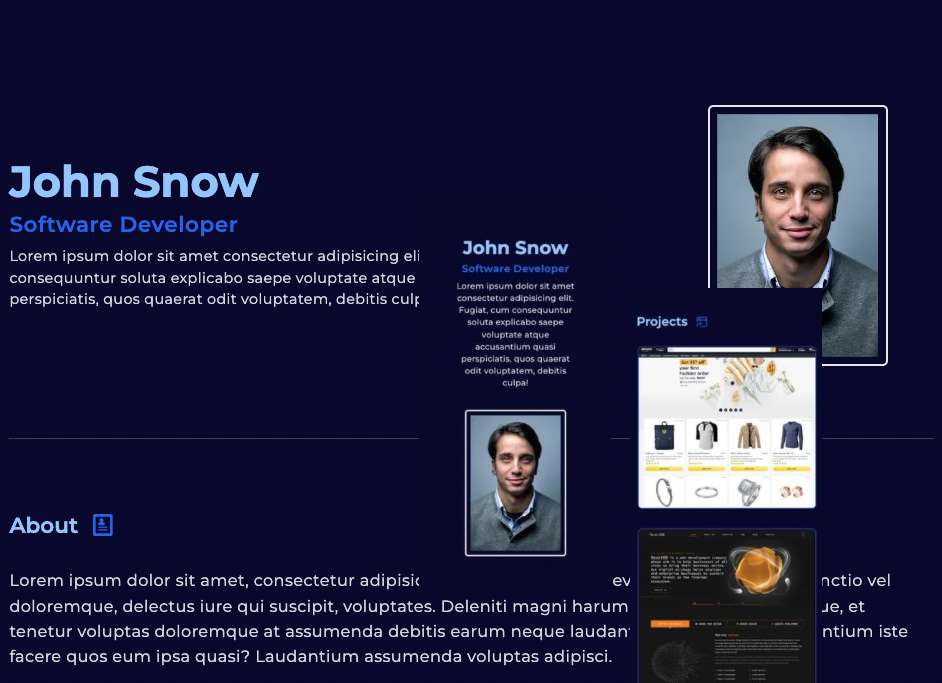 John Snow
Software Developer
Lorem ipsum dolor sit amet consectetur adipisicing eli
consequuntur soluta explicabo saepe voluptate atque
perspiciatis, quos quaerat odit voluptatem, debitis culp
John Snow
Software Developer
Lorem ipsum dolor sit amet
consectetur adipisicing elit.
Fugiat, cum consequuntur
soluta explicabo saepe
voluptate atque
accusantium quasi
perspiciatis, quos quaerat
odit voluptatem, debitis
culpa!
Projects
About
Lorem ipsum dolor sit amet, consectetur adipisic ev nctio vel
doloremque, delectus iure qui suscipit, voluptates. Deleniti magni harum ue, et
tenetur voluptas doloremque at assumenda debitis earum neque laudant ntium iste
facere quos eum ipsa quasi? Laudantium assumenda voluptas adipisci.